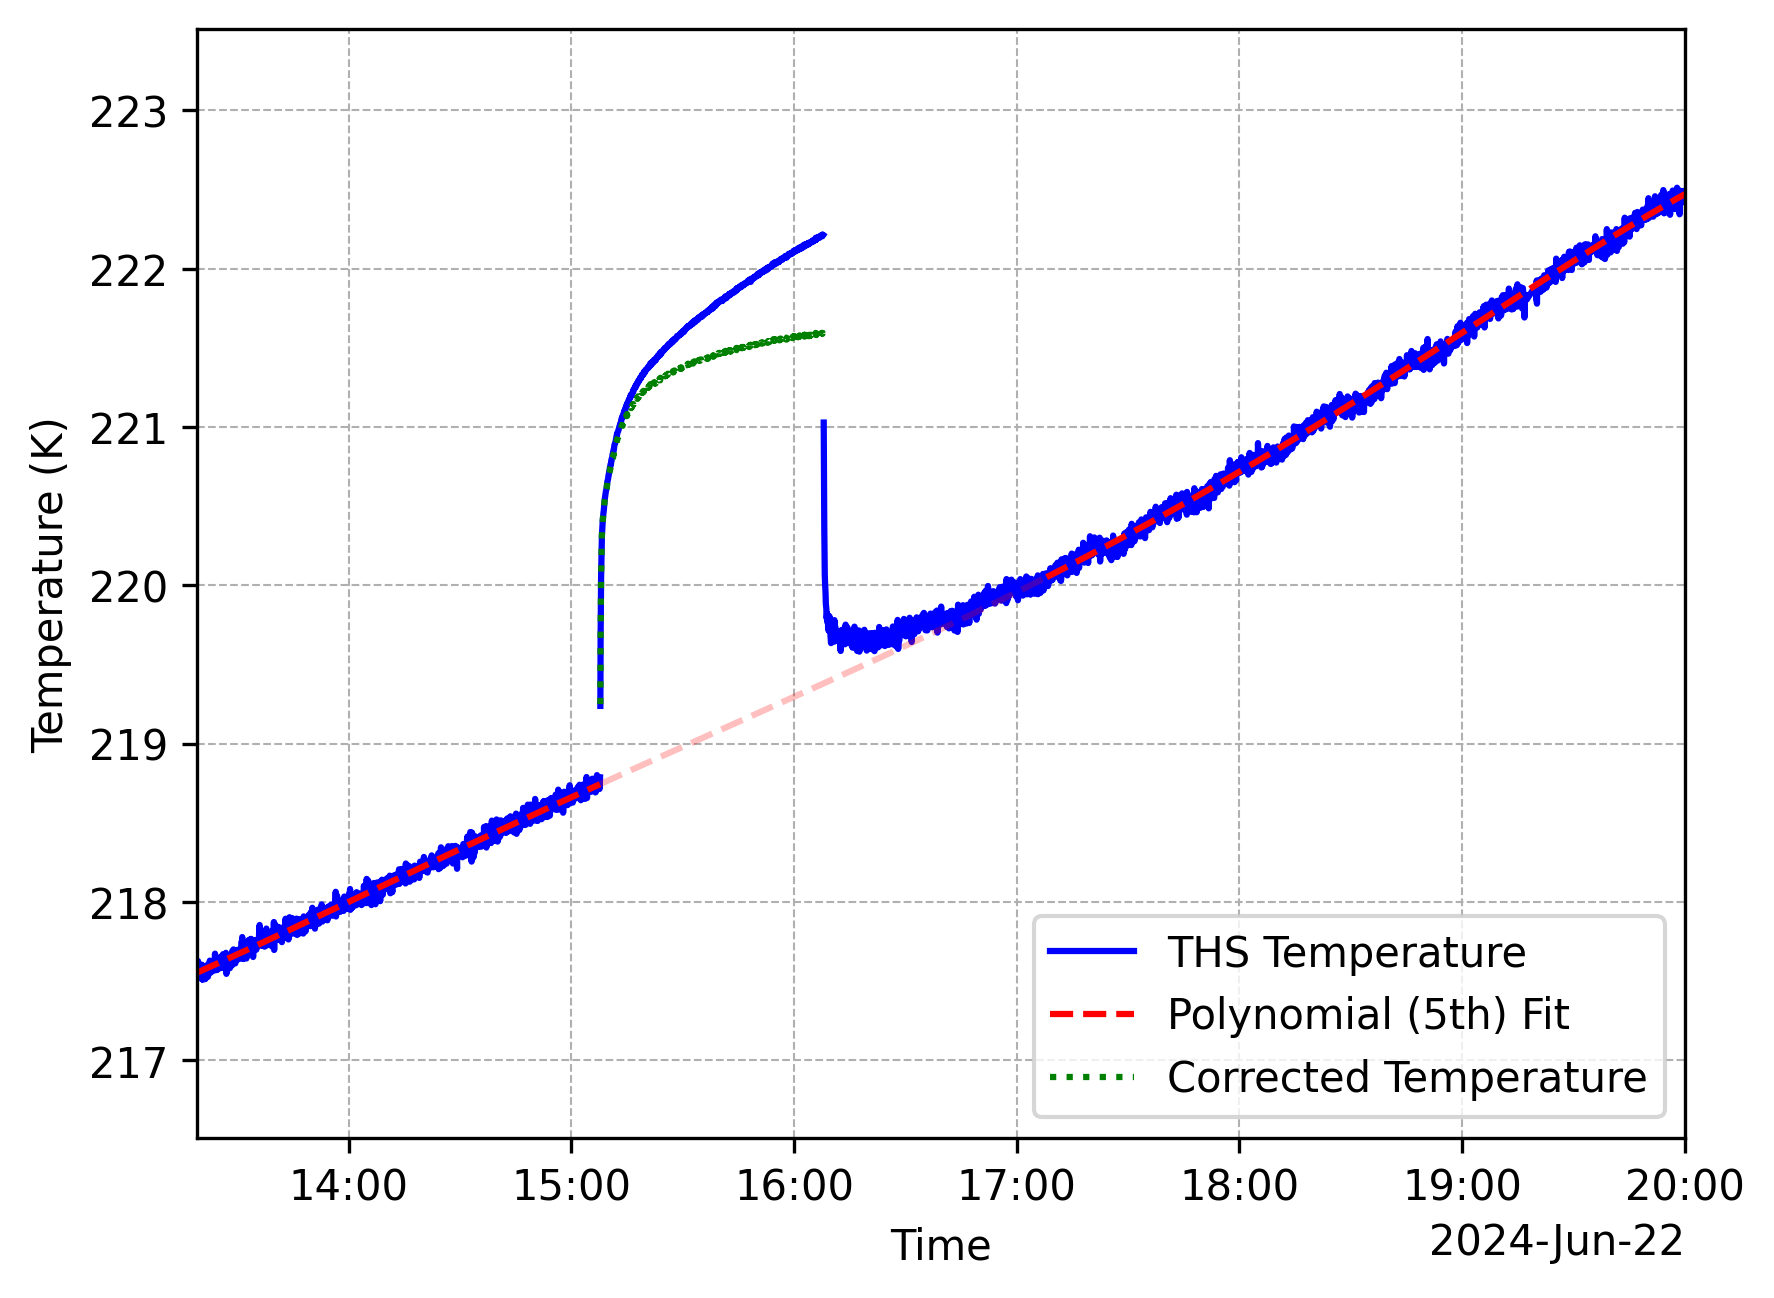 223
222
221
220
219
218
217
Temperature (K)
THS Temperature
Polynomial (5th) Fit
Corrected Temperature
14:00 15:00 16:00 17:00 18:00 19:00 20:00
Time
2024-Jun-22